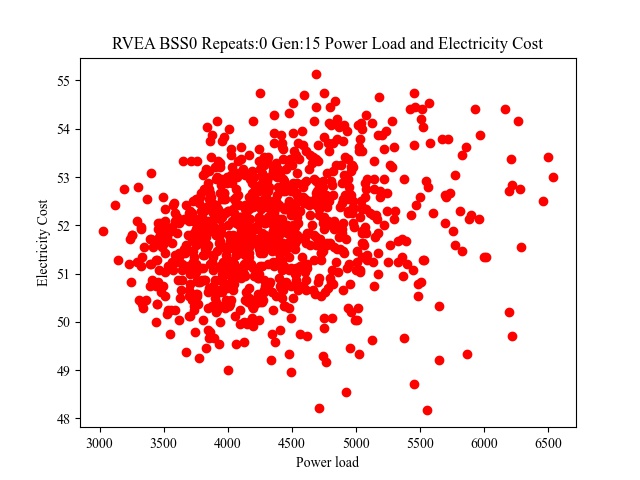 RVEA BSS0 Repeats:0 Gen:15 Power Load and Electricity Cost
55
54
53
52
51
50
49
48
Electricity Cost
3000 3500 4000 4500 5000 5500 6000 6500
Power load